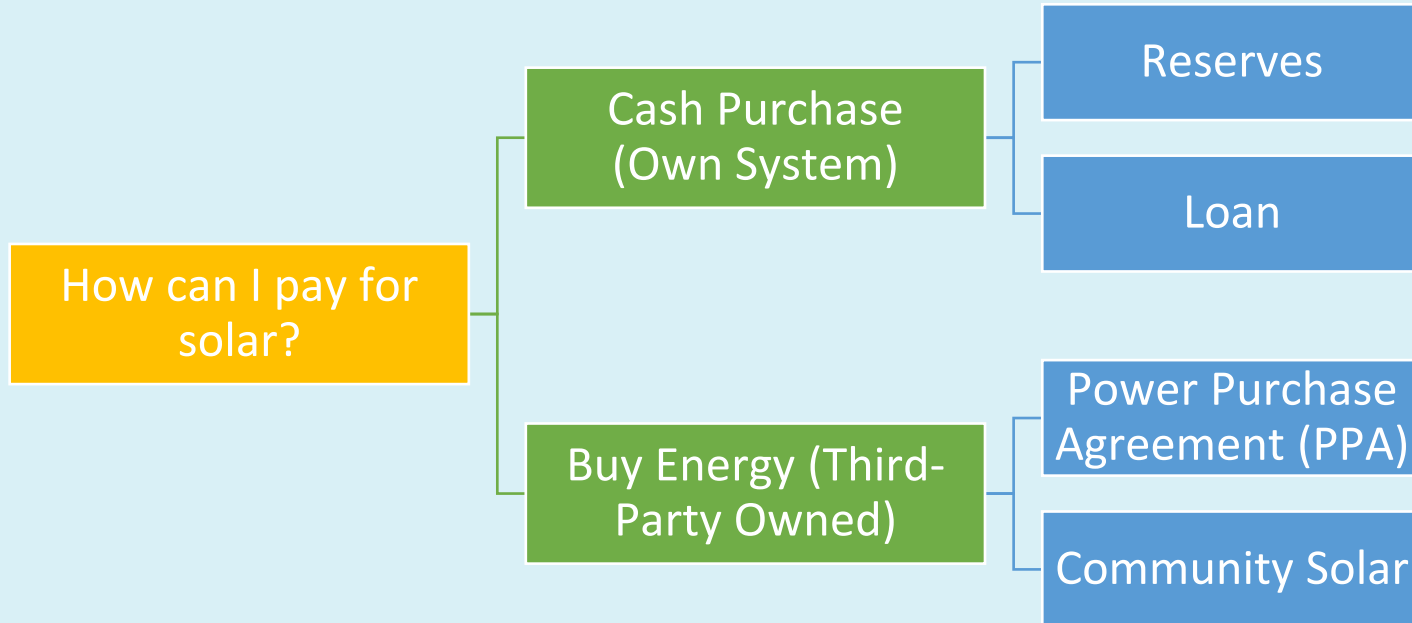 How can I pay for
solar?
Cash Purchase
(Own System)
Reserves
Loan
Buy Energy (Third-
Party Owned)
Power Purchase
Agreement (PPA)
Community Solar